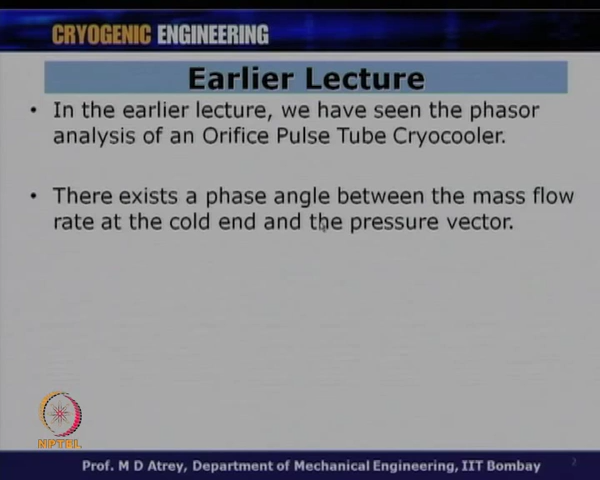 CRYOGENIC ENGINEERING
Earlier Lecture
• In the earlier lecture, we have seen the phasor
analysis of an Orifice Pulse Tube Cryocooler.
• There exists a phase angle between the mass flow
rate at the cold end and the pressure vector.
NPTEL
Prof. M D Atrey, Department of Mechanical Engineering, IIT Bombay
2